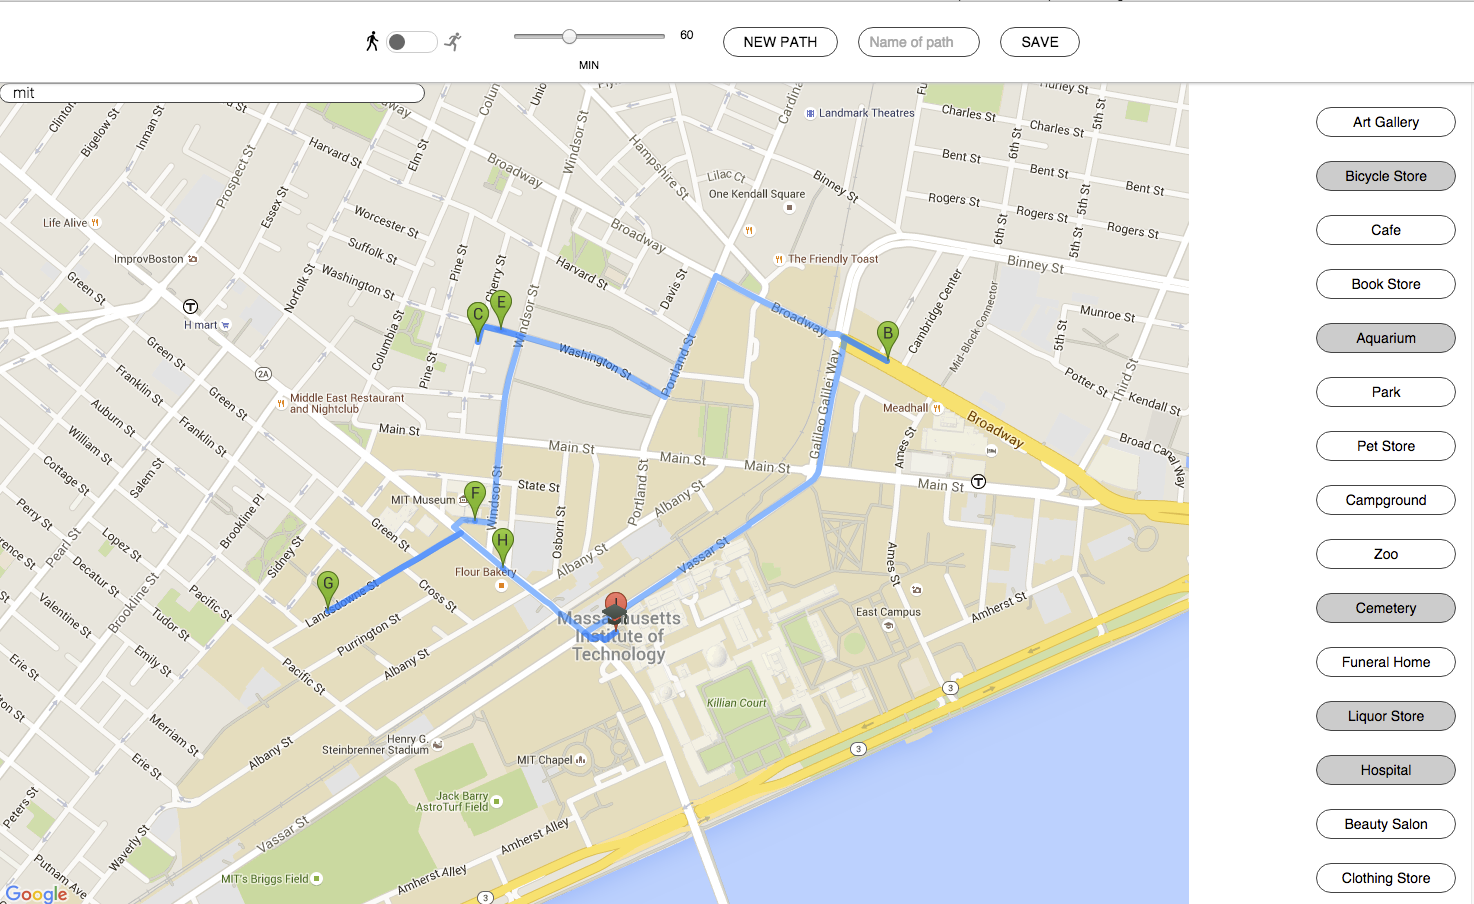 60
NEW PATH
Name of path
SAVE
MIN
mit
Art Gallery
Bicycle Store
Cafe
Book Store
Aquarium
Park
Pet Store
Campground
Zoo
Cemetery
Funeral Home
Liquor Store
Hospital
Beauty Salon
Clothing Store
Clinton
Bigelow St
Inman St
Prospect St
Harvard St
Elm St
Broadway
Windsor St
Hampshire St
Landmark Theatres
Charles St
Charles St
6th St
5th St
Bent St
Bent St
Bent St
Lilac Ct
Binney St
One Kendall Square
Rogers St
Rogers St
Rogers St
6th St
5th St
5th St
Life Alive
Essex St
Worcester St
Suffolk St
Washington St
Pine St
Cherry St
Broadway
Harvard St
Davis St
The Friendly Toast
Binney St
ImprovBoston
Green St
Norfolk St
H mart
Columbia St
C
E
Windsor St
Washington St
Portland St
Broadway
B
Cambridge Center
Mid-Block Connector
Munroe St
5th St
T
Green St
2A
Pine St
Franklin St
Green St
Auburn St
Franklin St
William St
Cottage St
Salem St
Middle East Restaurant
and Nightclub
Main St
Main St
Main St
Main St
Main St
Galileo Galilei Way
Meadhall
Ames St
Broadway
Potter St
Kendall St
Third St
Broad Canal Way
T
Perry St
Pearl St
Lopez St
Brookline Pl
Decatur St
Valentine St
Brookline St
Tudor St
Sidney St
Pacific St
MIT Museum
F
State St
Windsor St
Portland St
Albany St
Osborn St
Albany St
Green St
H
Flour Bakery
G
Landsdowne St
Cross St
Purrington St
Albany St
Vassar St
Ames St
East Campus
Amherst St
Massachusetts
Institute of
Technology
Killian Court
3
3
3
Erie St
Emily St
Pacific St
Merriam St
Erie St
Albany St
Henry G.
Steinbrenner Stadium
MIT Chapel
Jack Barry
AstroTurf Field
Peters St
Waverly St
Vassar St
Putnam Ave
MIT's Briggs Field
Amherst Alley
Amherst Alley
Google